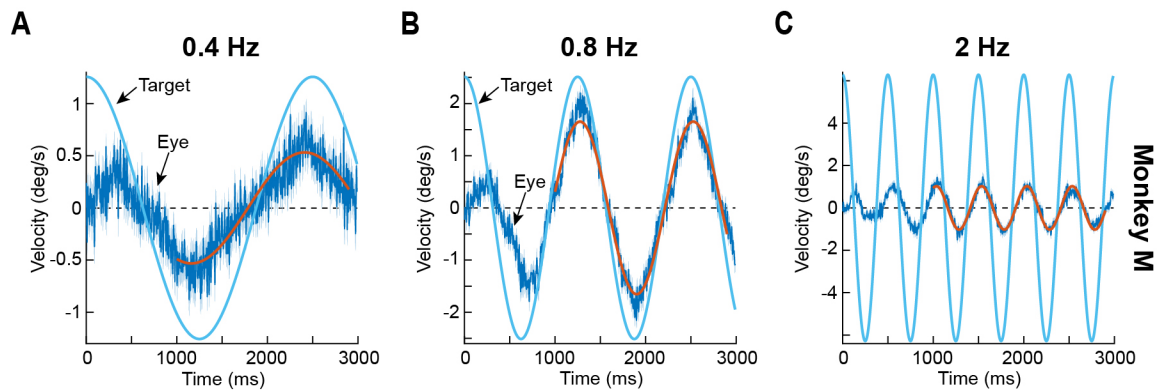 A
0.4 Hz
Velocity (deg/s)
1
0.5
0
-0.5
-1
Target
Eye
0
1000
2000
3000
Time (ms)
B
0.8 Hz
Velocity (deg/s)
2
1
0
-1
-2
Target
Eye
0
1000
2000
3000
Time (ms)
C
2 Hz
Velocity (deg/s)
6
4
2
0
-2
-4
0
1000
2000
3000
Time (ms)
Monkey M